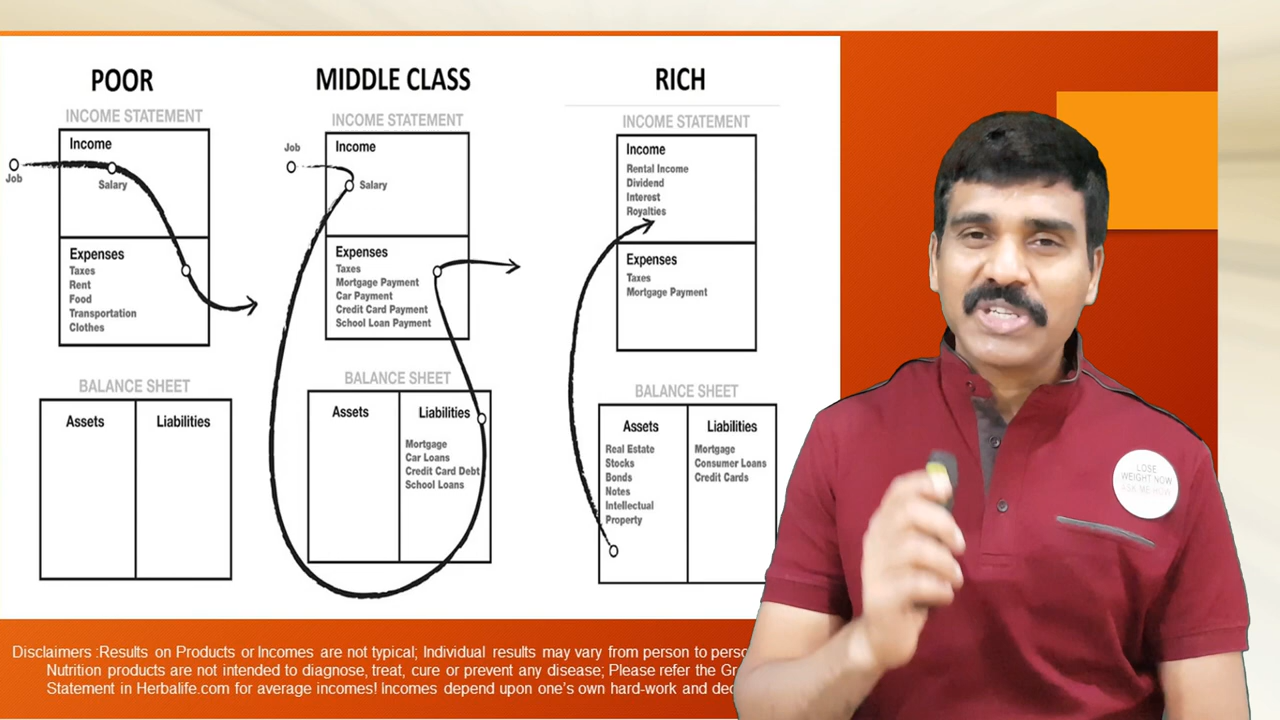 POOR
INCOME STATEMENT
Income
Job
Salary
Expenses
Taxes
Rent
Food
Transportation
Clothes
BALANCE SHEET
Assets
Liabilities
MIDDLE CLASS
INCOME STATEMENT
Job
Income
Salary
Expenses
Taxes
Mortgage Payment
Car Payment
Credit Card Payment
School Loan Payment
BALANCE SHEET
Assets
Liabilities
Mortgage
Car Loans
Credit Card Debt
School Loans
RICH
INCOME STATEMENT
Income
Rental Income
Dividend
Interest
Royalties
Expenses
Taxes
Mortgage Payment
BALANCE SHEET
Assets
Real Estate
Stocks
Bonds
Notes
Intellectual
Property
Liabilities
Mortgage
Consumer Loans
Credit Cards
LOSE
WEIGHT NOW
ASK ME HOW
Disclaimers :Results on Products or Incomes are not typical; Individual results may vary from person to
Nutrition products are not intended to diagnose, treat, cure or prevent any disease; Please refer the
Statement in Herbalife.com for average incomes! Incomes depend upon one's own hard-work and